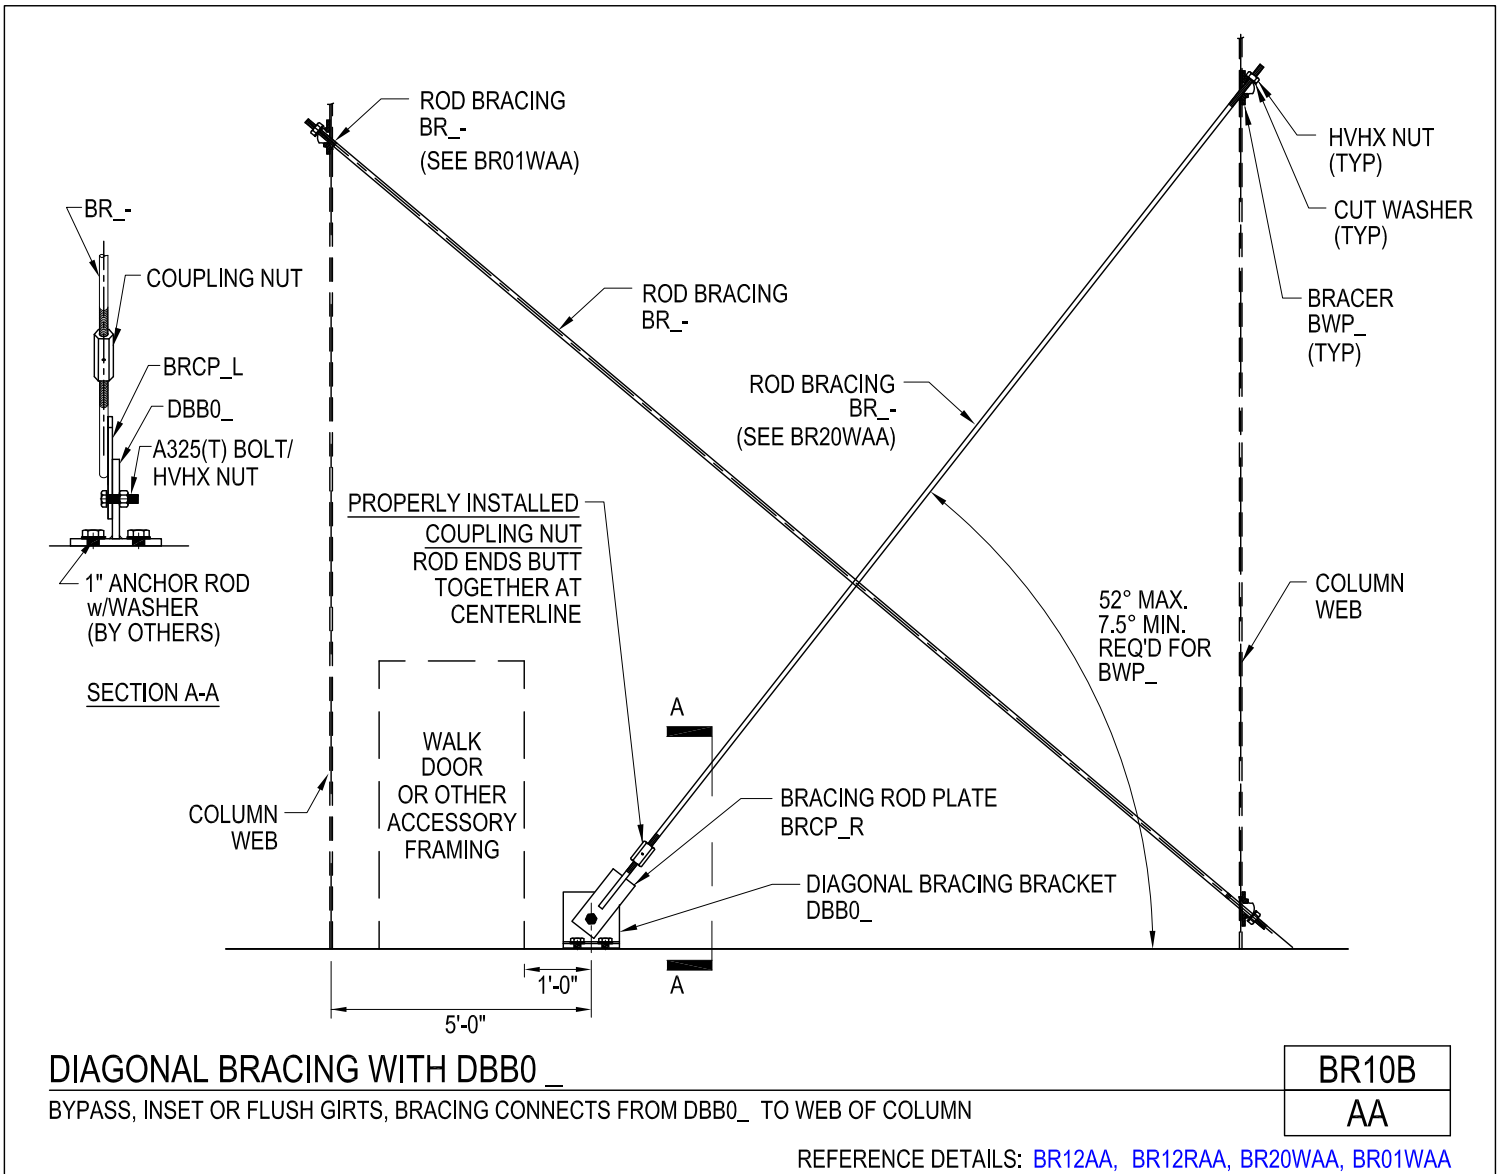 ROD BRACING
BR_-
(SEE BR01WAA)
HVHX NUT
(TYP)
CUT WASHER
(TYP)
BRACER
BWP_
(TYP)
BR_-
COUPLING NUT
BRCP_L
DBB0_
A325(T) BOLT/
HVHX NUT
1" ANCHOR ROD
w/WASHER
(BY OTHERS)
SECTION A-A
ROD BRACING
BR_-
ROD BRACING
BR_-
(SEE BR20WAA)
PROPERLY INSTALLED
COUPLING NUT
ROD ENDS BUTT
TOGETHER AT
CENTERLINE
52° MAX.
7.5° MIN.
REQ'D FOR
BWP_
COLUMN
WEB
A
WALK
DOOR
OR OTHER
ACCESSORY
FRAMING
COLUMN
WEB
BRACING ROD PLATE
BRCP_R
DIAGONAL BRACING BRACKET
DBB0_
A
1'-0"
5'-0"
DIAGONAL BRACING WITH DBB0_
BR10B
BYPASS, INSET OR FLUSH GIRTS, BRACING CONNECTS FROM DBB0_ TO WEB OF COLUMN
AA
REFERENCE DETAILS: BR12AA, BR12RAA, BR20WAA, BR01WAA